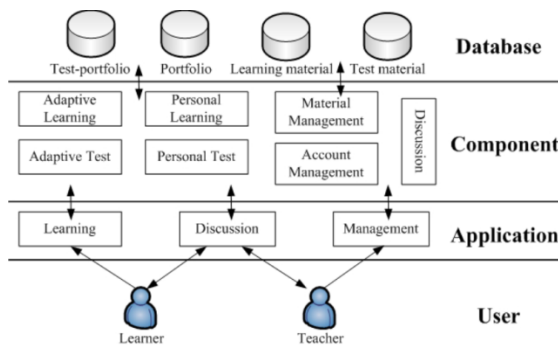 Database
Test-portfolio
Portfolio
Learning material
Test material
Adaptive
Learning
Personal
Learning
Material
Management
Discussion
Component
Adaptive Test
Personal Test
Account
Management
Learning
Discussion
Management
Application
Learner
Teacher
User